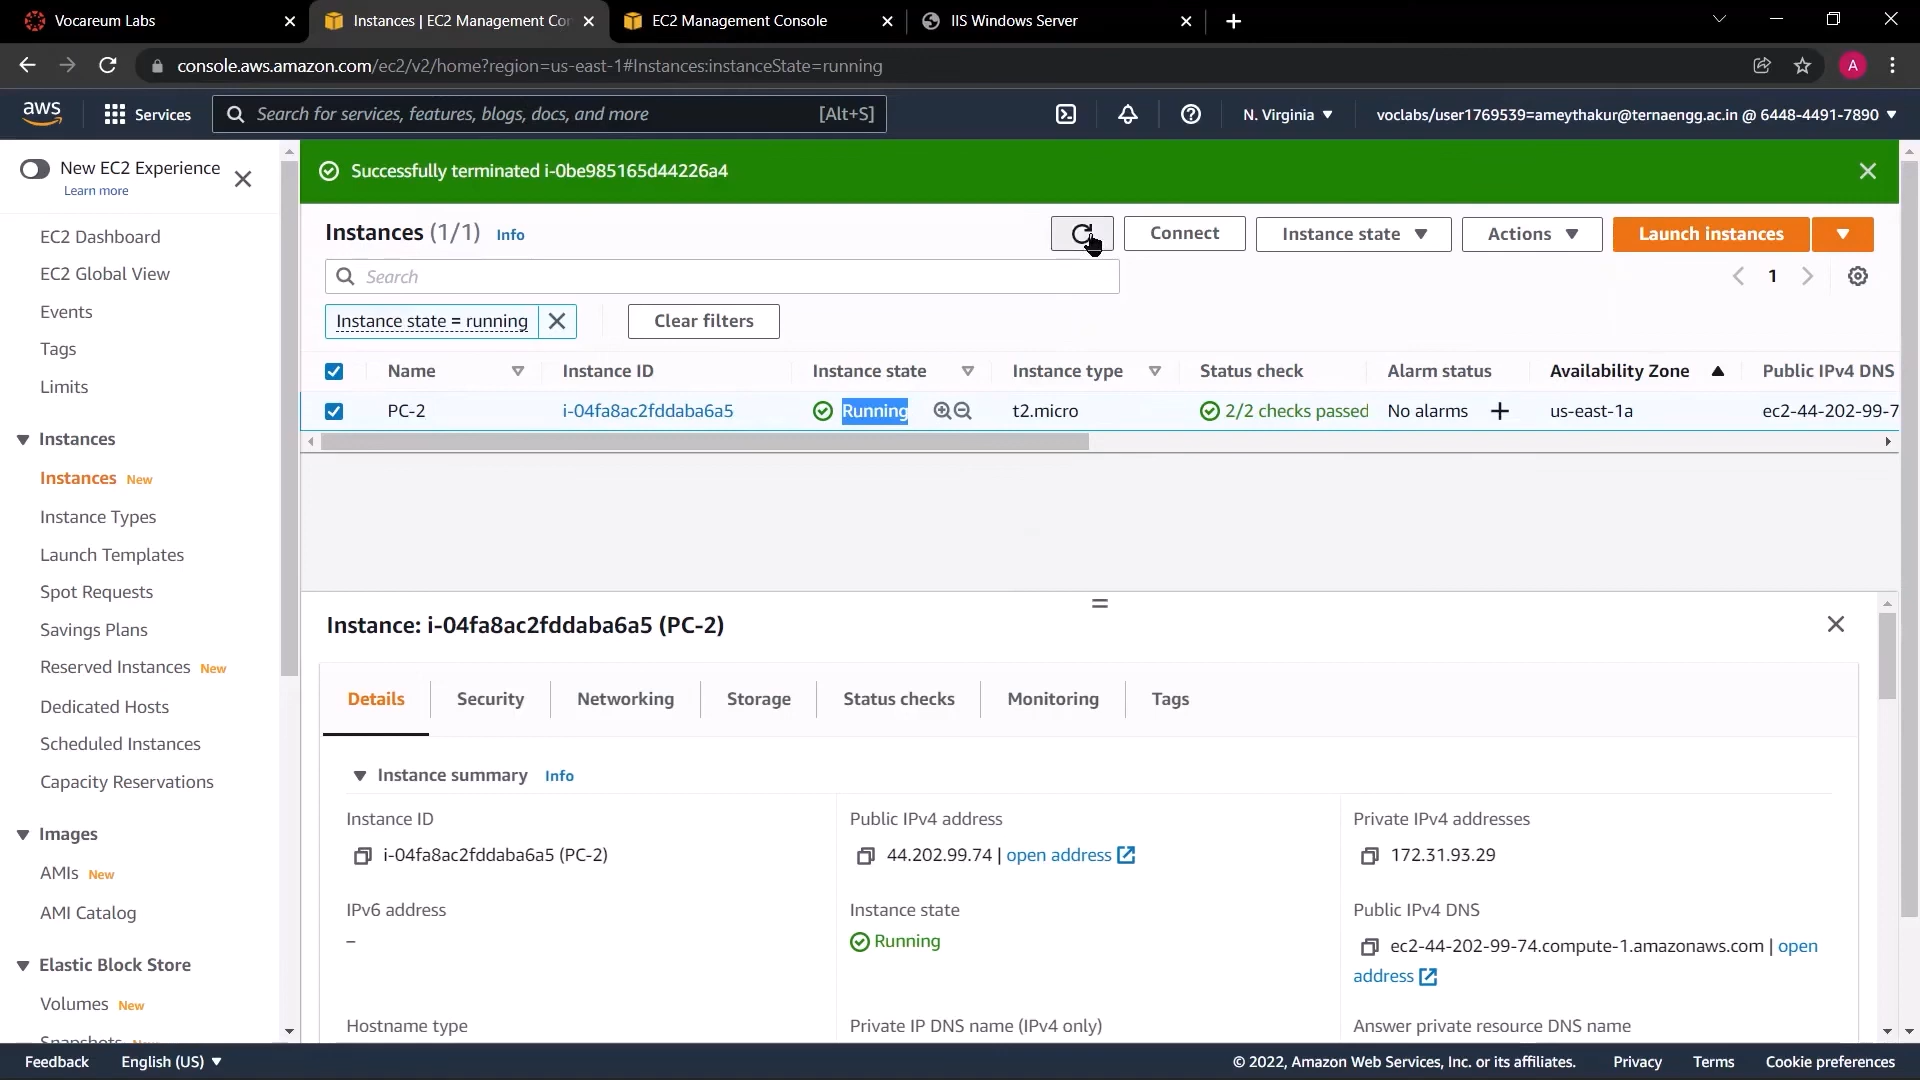 Vocareum Labs
Instances | EC2 Management Con
EC2 Management Console
IIS Windows Server
console.aws.amazon.com/ec2/v2/home?region=us-east-1#Instances:instanceState=running
A
aws
Services
Search for services, features, blogs, docs, and more
[Alt+S]
N. Virginia
voclabs/user1769539=ameythakur@ternaengg.ac.in @ 6448-4491-7890
New EC2 Experience
Learn more
EC2 Dashboard
EC2 Global View
Events
Tags
Limits
Instances
Instances New
Instance Types
Launch Templates
Spot Requests
Savings Plans
Reserved Instances New
Dedicated Hosts
Scheduled Instances
Capacity Reservations
Images
AMIs New
AMI Catalog
Elastic Block Store
Volumes New
Snapshots New
Successfully terminated i-0be985165d44226a4
Instances (1/1) Info
Connect
Instance state
Actions
Launch instances
Search
1
Instance state = running
Clear filters
Name Instance ID Instance state Instance type Status check Alarm status Availability Zone Public IPv4 DNS
PC-2 i-04fa8ac2fddaba6a5 Running t2.micro 2/2 checks passed No alarms us-east-1a ec2-44-202-99-7
Instance: i-04fa8ac2fddaba6a5 (PC-2)
Details Security Networking Storage Status checks Monitoring Tags
Instance summary Info
Instance ID
i-04fa8ac2fddaba6a5 (PC-2)
Public IPv4 address
44.202.99.74 | open address
Private IPv4 addresses
172.31.93.29
IPv6 address
–
Instance state
Running
Public IPv4 DNS
ec2-44-202-99-74.compute-1.amazonaws.com | open
address
Hostname type
Private IP DNS name (IPv4 only)
Answer private resource DNS name
Feedback
English (US)
© 2022, Amazon Web Services, Inc. or its affiliates.
Privacy
Terms
Cookie preferences